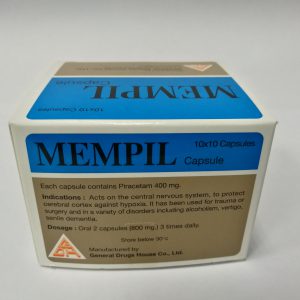 10x10 Capsules
Capsule
MEMPIL
10x10 Capsules
MEMPIL
Capsule
Each capsule contains Piracetam 400 mg.
Indications : Acts on the central nervous system, to protect
cerebral cortex against hypoxia. It has been used for trauma or
surgery and in a variety of disorders including alcoholism, vertigo,
senile dementia.
Dosage : Oral 2 capsules (800 mg.) 3 times daily.
Store below 30°c
Manufactured by
General Drugs House Co., Ltd.